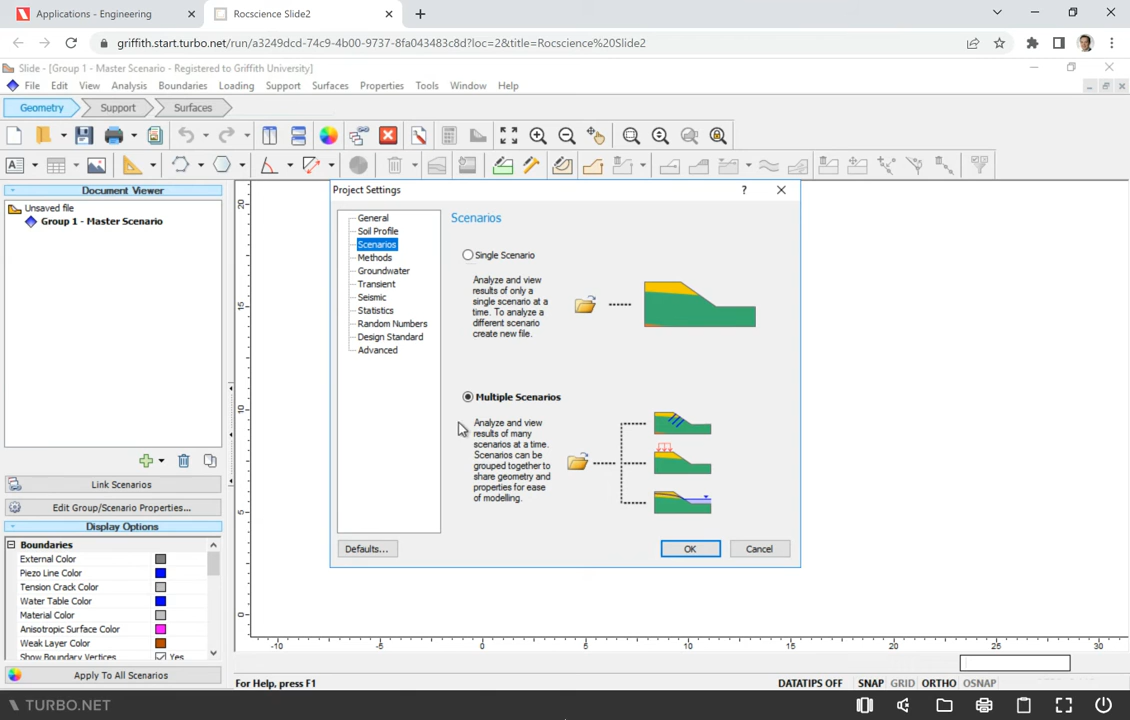 Applications - Engineering
Rocscience Slide2
griffith.start.turbo.net/run/a3249dcd-74c9-4b00-9737-8fa043483c8d?loc=2&title=Rocscience%20Slide2
Slide - [Group 1 - Master Scenario - Registered to Griffith University]
File Edit View Analysis Boundaries Loading Support Surfaces Properties Tools Window Help
Geometry Support Surfaces
Document Viewer
Unsaved file
Group 1 - Master Scenario
Link Scenarios
Edit Group/Scenario Properties...
Display Options
Boundaries
External Color
Piezo Line Color
Tension Crack Color
Water Table Color
Material Color
Anisotropic Surface Color
Weak Layer Color
Show Boundary Vertices Yes
Apply To All Scenarios
20
15
10
5
0
-10 -5 0 5 10 15 20 25 30
Project Settings
General
Soil Profile
Scenarios
Methods
Groundwater
Transient
Seismic
Statistics
Random Numbers
Design Standard
Advanced
Defaults...
Scenarios
Single Scenario
Analyze and view
results of only a
single scenario at a
time. To analyze a
different scenario
create new file.
Multiple Scenarios
Analyze and view
results of many
scenarios at a time.
Scenarios can be
grouped together to
share geometry and
properties for ease
of modelling.
OK Cancel
For Help, press F1
DATATIPS OFF SNAP GRID ORTHO OSNAP
TURBO.NET